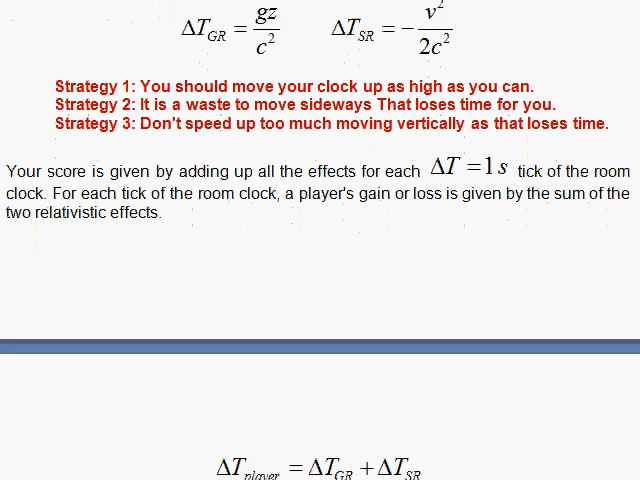 ΔT_GR = gz/c² ΔT_SR = − v²/2c²
Strategy 1: You should move your clock up as high as you can.
Strategy 2: It is a waste to move sideways That loses time for you.
Strategy 3: Don't speed up too much moving vertically as that loses time.
Your score is given by adding up all the effects for each ΔT = 1 s tick of the room
clock. For each tick of the room clock, a player's gain or loss is given by the sum of the
two relativistic effects.
ΔT_player = ΔT_GR + ΔT_SR